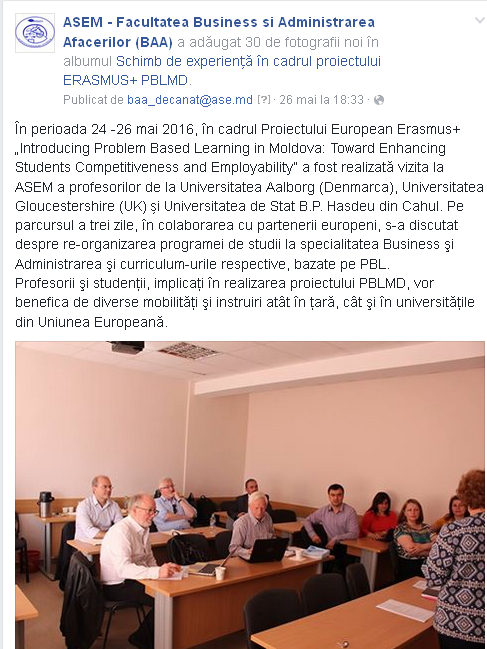 ASEM - Facultatea Business si Administrarea
Afacerilor (BAA) a adăugat 30 de fotografii noi în
albumul Schimb de experiență în cadrul proiectului
ERASMUS+ PBLMD.
Publicat de baa_decanat@ase.md [?] · 26 mai la 18:33 ·
În perioada 24 -26 mai 2016, în cadrul Proiectului European Erasmus+
„Introducing Problem Based Learning in Moldova: Toward Enhancing
Students Competitiveness and Employability" a fost realizată vizita la
ASEM a profesorilor de la Universitatea Aalborg (Denmarca), Universitatea
Gloucestershire (UK) și Universitatea de Stat B.P. Hasdeu din Cahul. Pe
parcursul a trei zile, în colaborarea cu partenerii europeni, s-a discutat
despre re-organizarea programei de studii la specialitatea Business şi
Administrarea şi curriculum-urile respective, bazate pe PBL.
Profesorii şi studenții, implicați în realizarea proiectului PBLMD, vor
benefica de diverse mobilități şi instruiri atât în țară, cât şi în universitățile
din Uniunea Europeană.